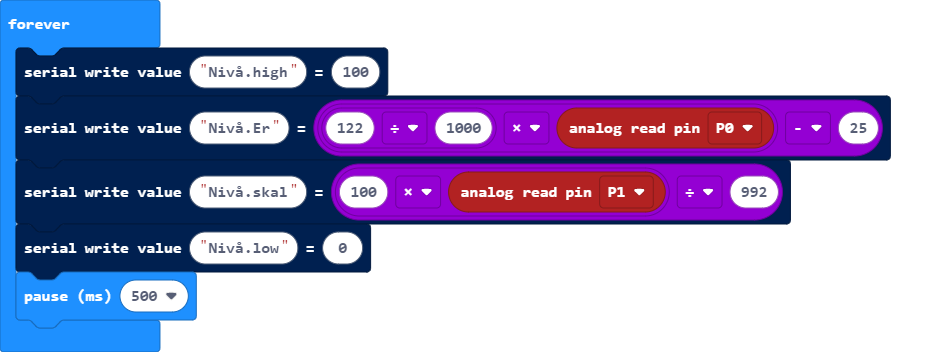 forever
serial write value "Nivå.high" = 100
serial write value "Nivå.Er" = 122 ÷ 1000 × analog read pin P0 - 25
serial write value "Nivå.skal" = 100 × analog read pin P1 ÷ 992
serial write value "Nivå.low" = 0
pause (ms) 500